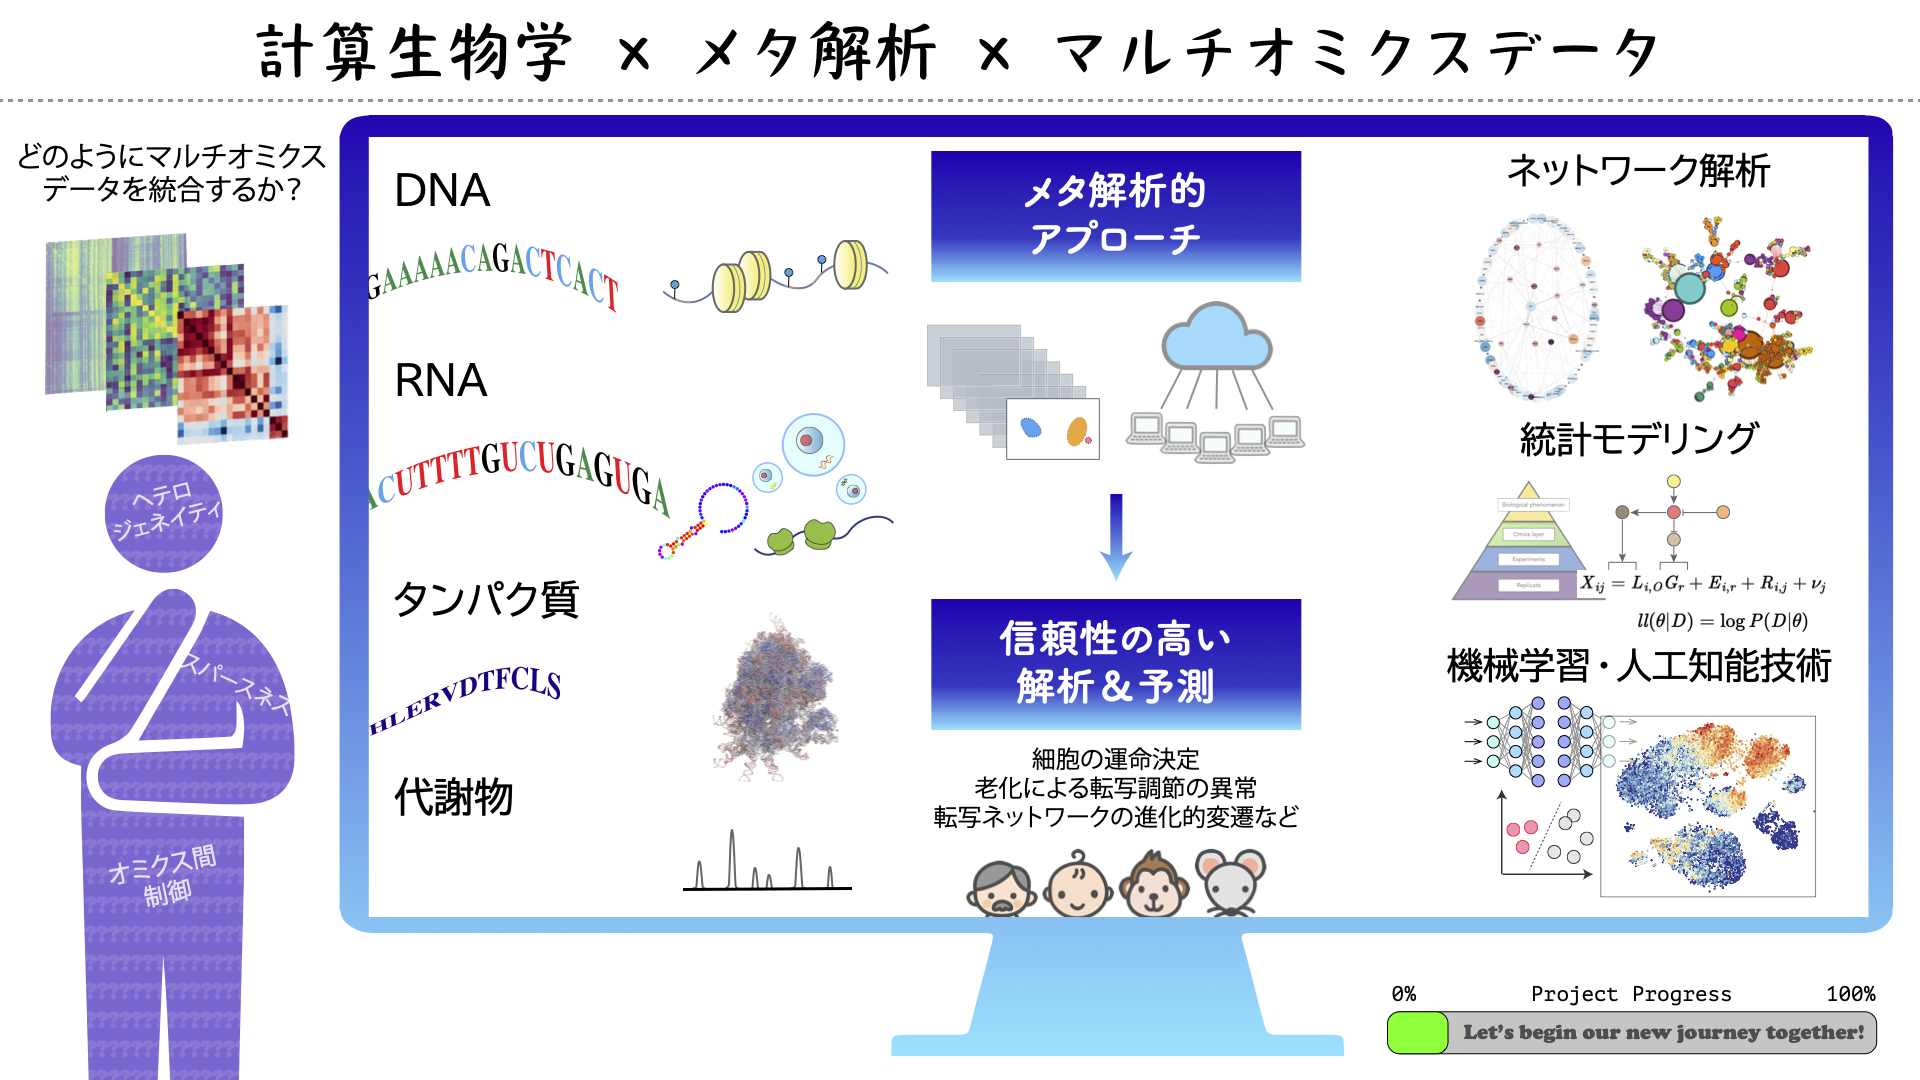 計算生物学 × メタ解析 × マルチオミクスデータ
どのようにマルチオミクス
データを統合するか?
ヘテロ
ジェネイティ
スパースネス
オミクス間
制御
DNA
GAAAAACAGACTCACT
RNA
ACUTTTTGUCUGAGUGA
タンパク質
HLERVDTFCLS
代謝物
メタ解析的
アプローチ
信頼性の高い
解析&予測
細胞の運命決定
老化による転写調節の異常
転写ネットワークの進化的変遷など
ネットワーク解析
統計モデリング
Biological phenomenon
Omics layer
Experiments
Replicate
X_{ij} = L_{i,O}G_r + E_{i,r} + R_{i,j} + ν_j
ll(θ|D) = log P(D|θ)
機械学習・人工知能技術
0% Project Progress 100%
Let's begin our new journey together!